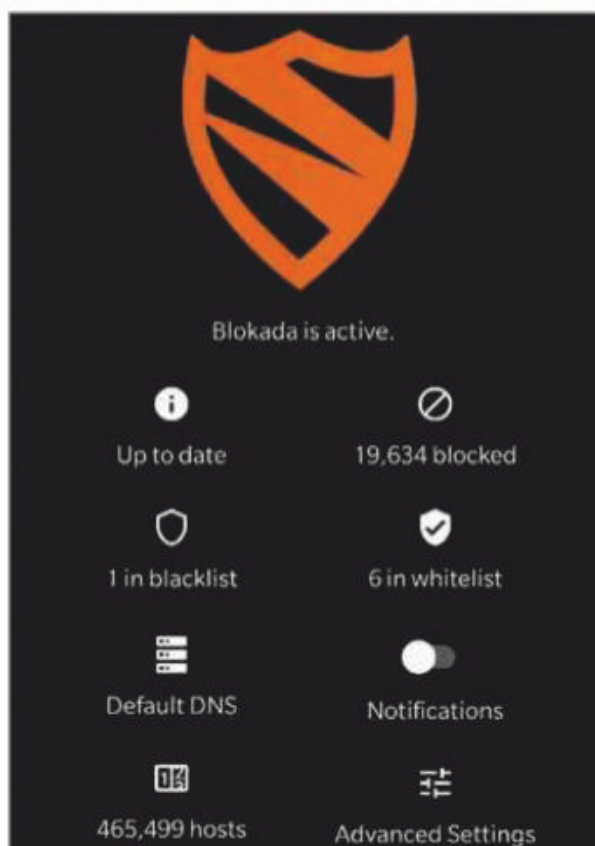 Blokada is active.
Up to date
19,634 blocked
1 in blacklist
6 in whitelist
Default DNS
Notifications
465,499 hosts
Advanced Settings